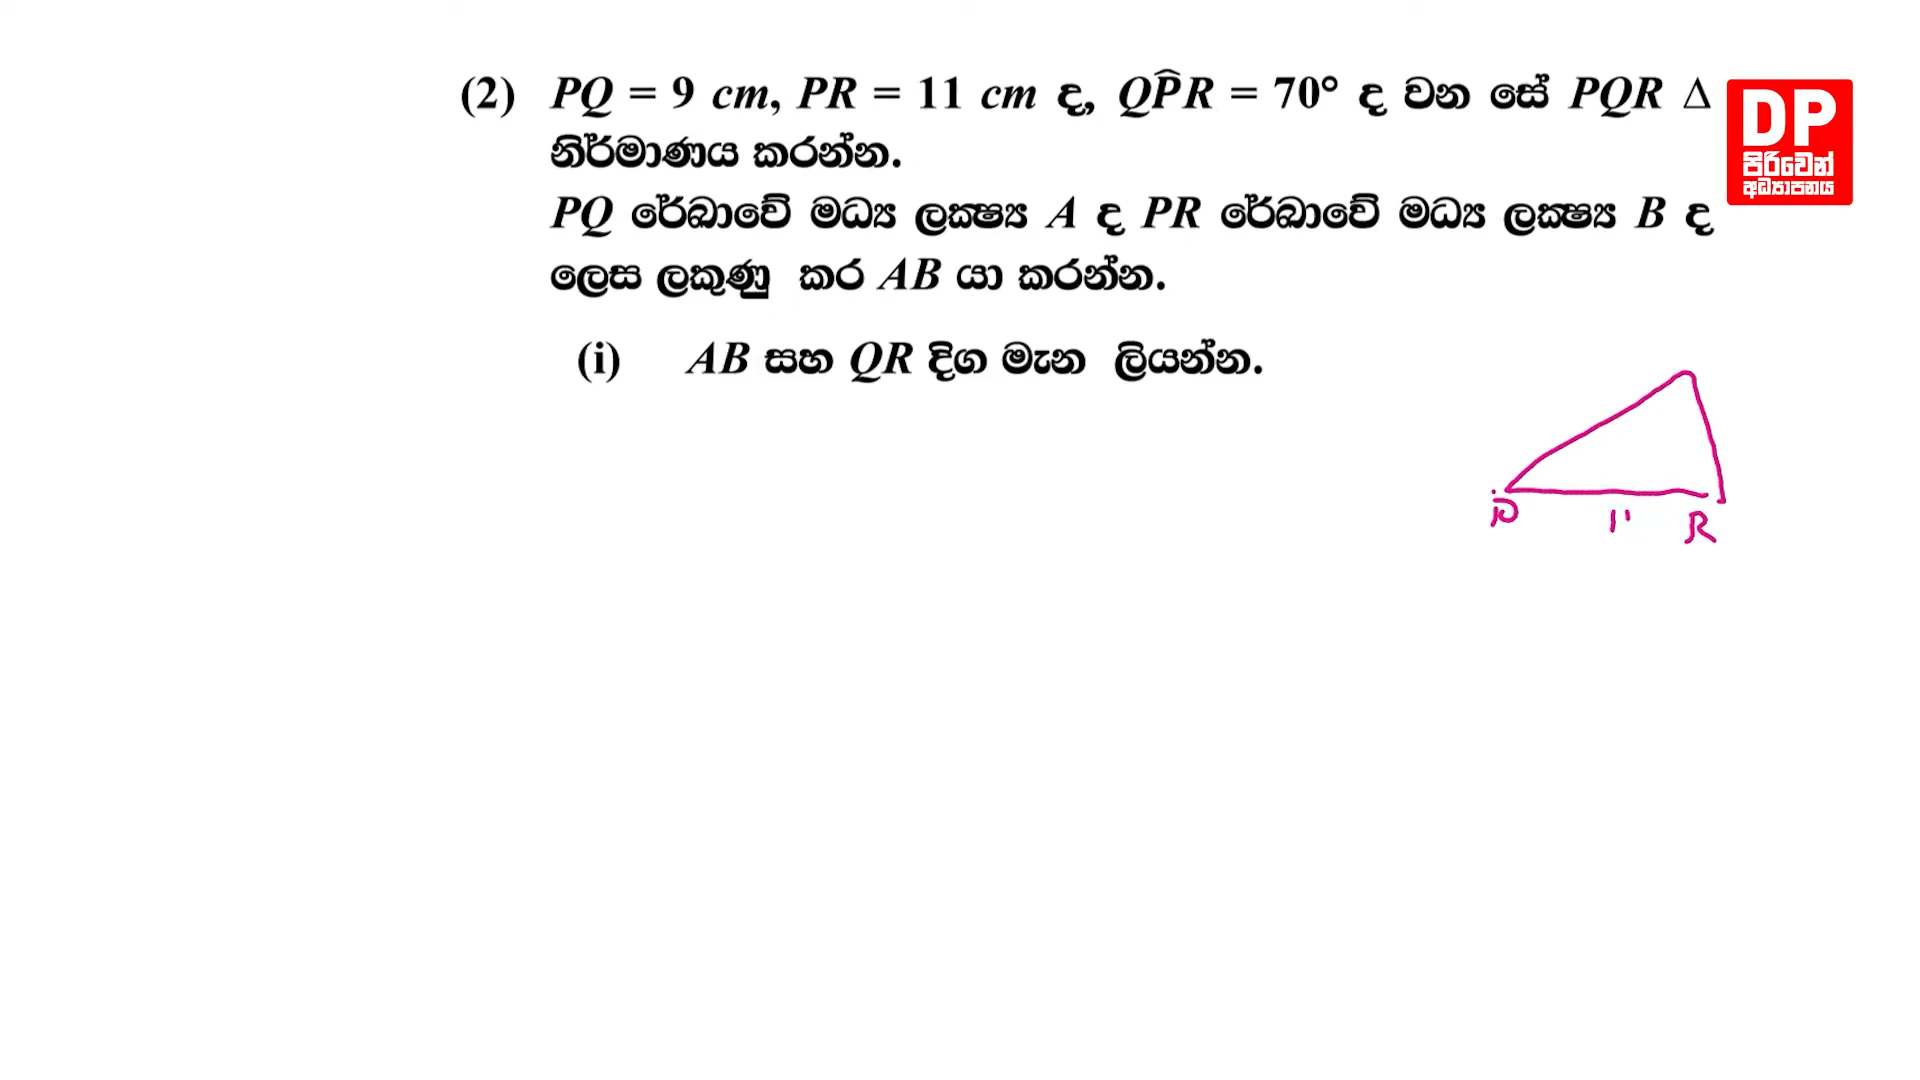 (2) PQ = 9 cm, PR = 11 cm ද, QP̂R = 70° ද වන සේ PQR Δ
නිර්මාණය කරන්න.
PQ රේඛාවේ මධ්‍ය ලක්‍ෂ්‍ය A ද PR රේඛාවේ මධ්‍ය ලක්‍ෂ්‍ය B ද
ලෙස ලකුණු කර AB යා කරන්න.
(i) AB සහ QR දිග මැන ලියන්න.
DP
පිරිවෙන්
අධ්‍යාපනය
P 11 R